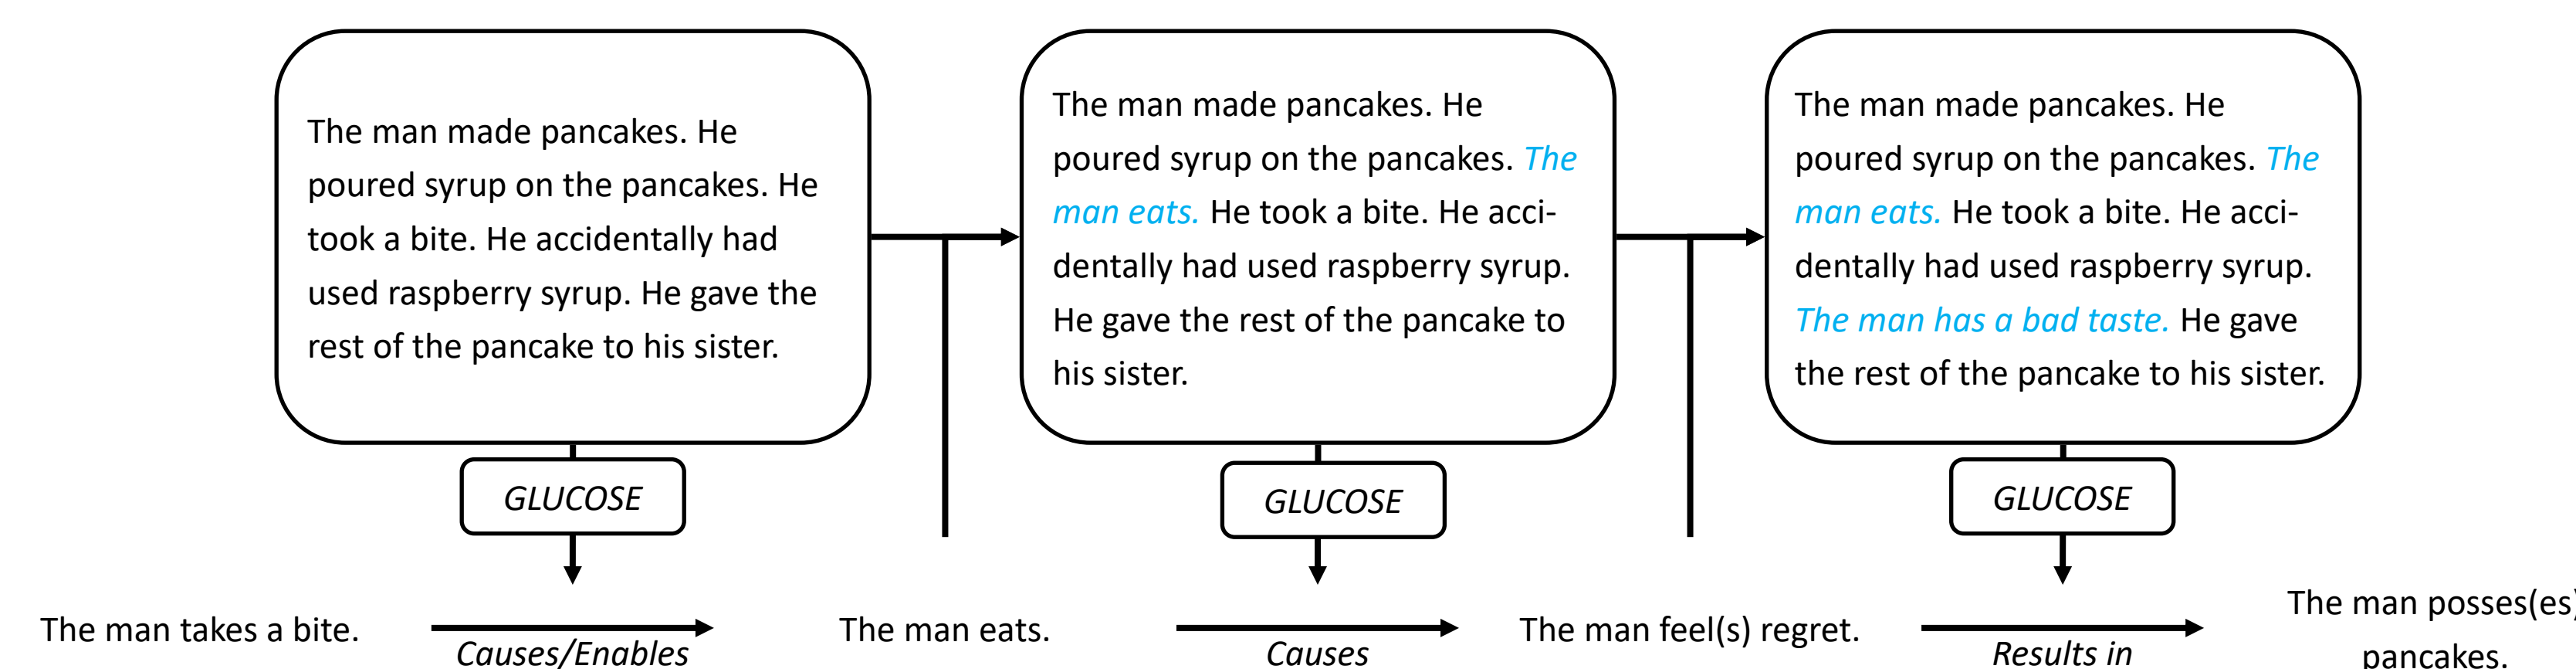 The man made pancakes. He
poured syrup on the pancakes. He
took a bite. He accidentally had
used raspberry syrup. He gave the
rest of the pancake to his sister.
The man made pancakes. He
poured syrup on the pancakes. The
man eats. He took a bite. He acci-
dentally had used raspberry syrup.
He gave the rest of the pancake to
his sister.
The man made pancakes. He
poured syrup on the pancakes. The
man eats. He took a bite. He acci-
dentally had used raspberry syrup.
The man has a bad taste. He gave
the rest of the pancake to his sister.
GLUCOSE
GLUCOSE
GLUCOSE
The man takes a bite.
Causes/Enables
The man eats.
Causes
The man feel(s) regret.
Results in
The man posses(es)
pancakes.